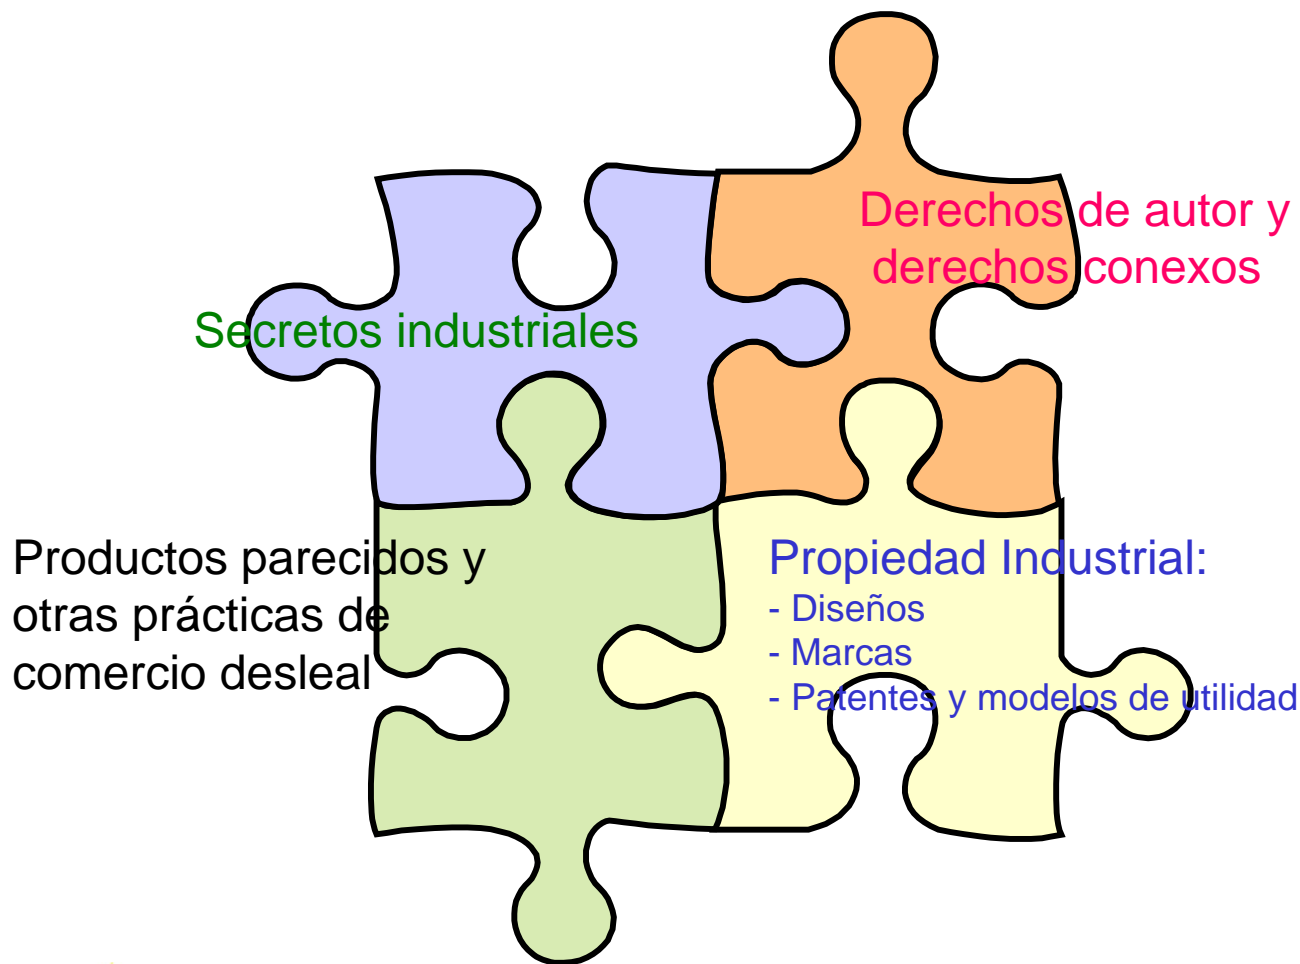 Derechos de autor y
derechos conexos
Secretos industriales
Productos parecidos y
otras prácticas de
comercio desleal
Propiedad Industrial:
- Diseños
- Marcas
- Patentes y modelos de utilidad